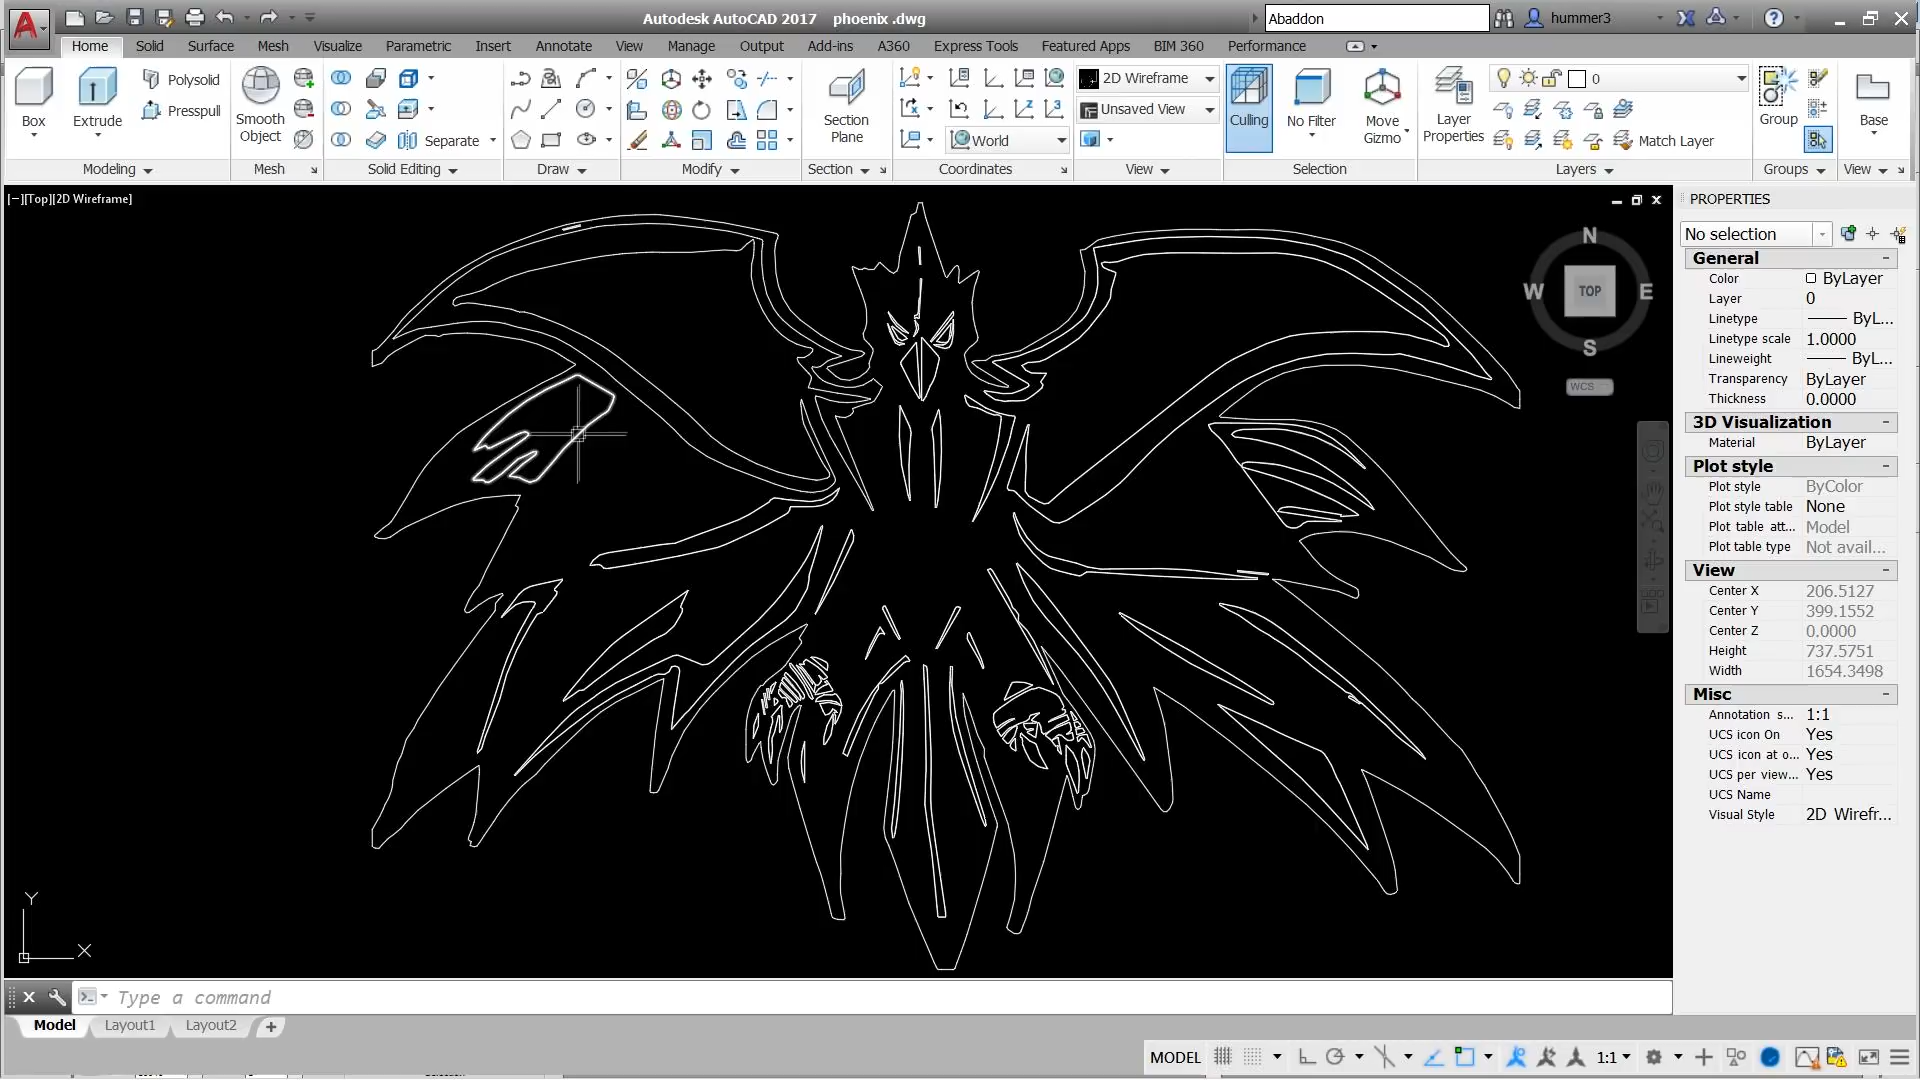 Autodesk AutoCAD 2017 phoenix .dwg
Abaddon
hummer3
Home Solid Surface Mesh Visualize Parametric Insert Annotate View Manage Output Add-ins A360 Express Tools Featured Apps BIM 360 Performance
Box
Extrude
Polysolid
Presspull
Smooth
Object
Separate
Section
Plane
World
2D Wireframe
Unsaved View
Culling
No Filter
Move
Gizmo
Layer
Properties
0
Match Layer
Group
Base
Modeling Mesh Solid Editing Draw Modify Section Coordinates View Selection Layers Groups View
[−][Top][2D Wireframe]
N
W TOP E
S
WCS
PROPERTIES
No selection
General
Color ByLayer
Layer 0
Linetype ByL...
Linetype scale 1.0000
Lineweight ByL...
Transparency ByLayer
Thickness 0.0000
3D Visualization
Material ByLayer
Plot style
Plot style ByColor
Plot style table None
Plot table att... Model
Plot table type Not avail...
View
Center X 206.5127
Center Y 399.1552
Center Z 0.0000
Height 737.5751
Width 1654.3498
Misc
Annotation s... 1:1
UCS icon On Yes
UCS icon at o... Yes
UCS per view... Yes
UCS Name
Visual Style 2D Wirefr...
Y
X
Type a command
Model Layout1 Layout2 +
MODEL 1:1